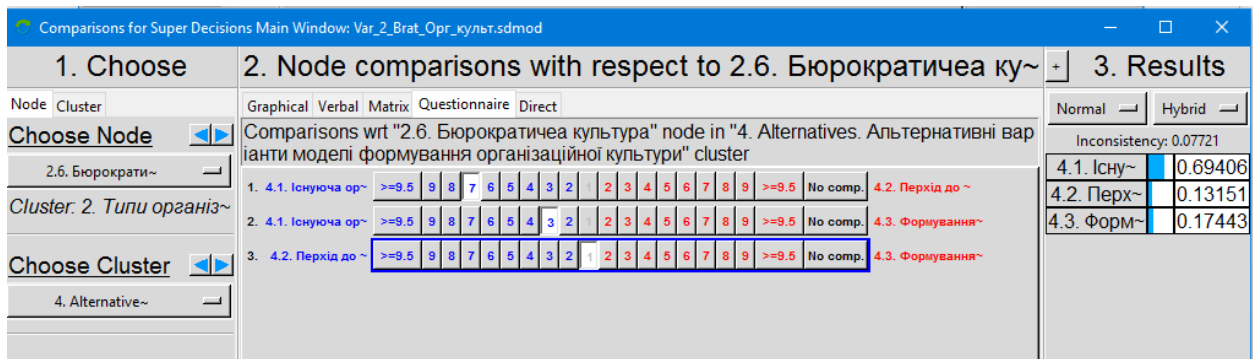 Comparisons for Super Decisions Main Window: Var_2_Brat_Opr_культ.sdmod
1. Choose
2. Node comparisons with respect to 2.6. Бюрократичеа ку~
+
3. Results
Node Cluster
Graphical Verbal Matrix Questionnaire Direct
Normal Hybrid
Choose Node
2.6. Бюрократи~
Cluster: 2. Типи організ~
Choose Cluster
4. Alternative~
Comparisons wrt "2.6. Бюрократичеа культура" node in "4. Alternatives. Альтернативні вар
іанти моделі формування організаційної культури" cluster
1. 4.1. Існуюча ор~ >=9.5 9 8 7 6 5 4 3 2 1 2 3 4 5 6 7 8 9 >=9.5 No comp. 4.2. Перхід до ~
2. 4.1. Існуюча ор~ >=9.5 9 8 7 6 5 4 3 2 1 2 3 4 5 6 7 8 9 >=9.5 No comp. 4.3. Формування~
3. 4.2. Перхід до ~ >=9.5 9 8 7 6 5 4 3 2 1 2 3 4 5 6 7 8 9 >=9.5 No comp. 4.3. Формування~
Inconsistency: 0.07721
4.1. Існу~ 0.69406
4.2. Перх~ 0.13151
4.3. Форм~ 0.17443